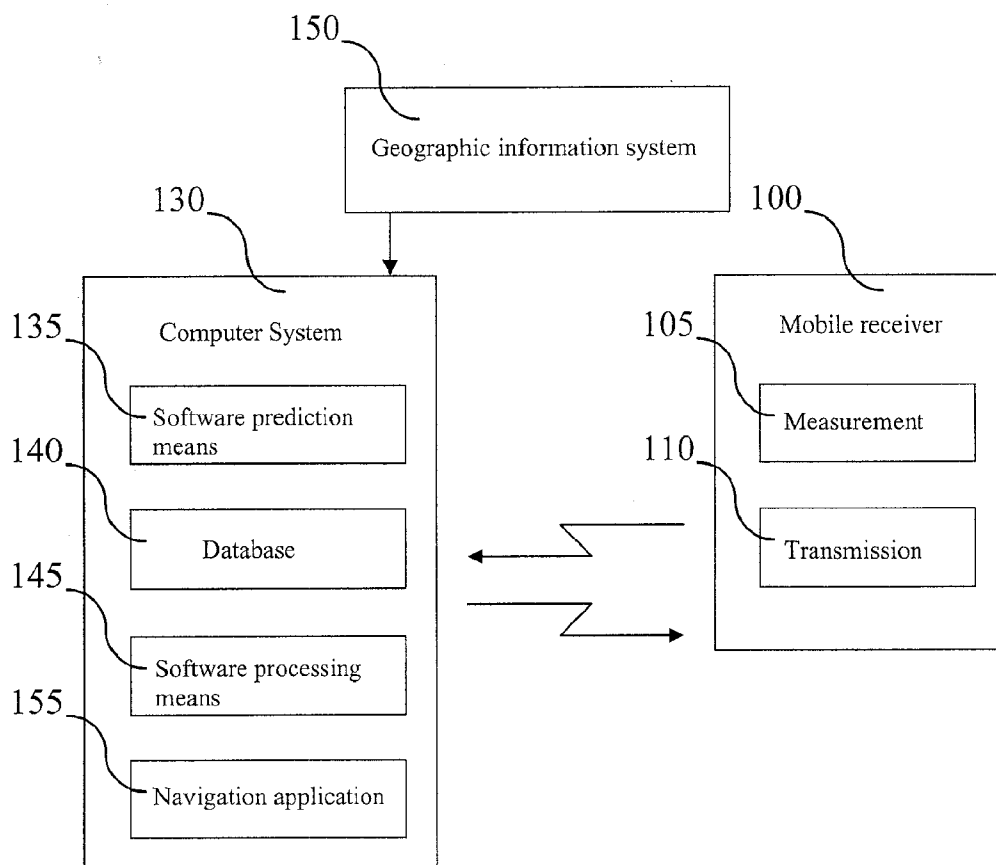 150
Geographic information system
130
100
Computer System
Mobile receiver
135
105
Software prediction
means
Measurement
140
110
Database
Transmission
145
Software processing
means
155
Navigation application